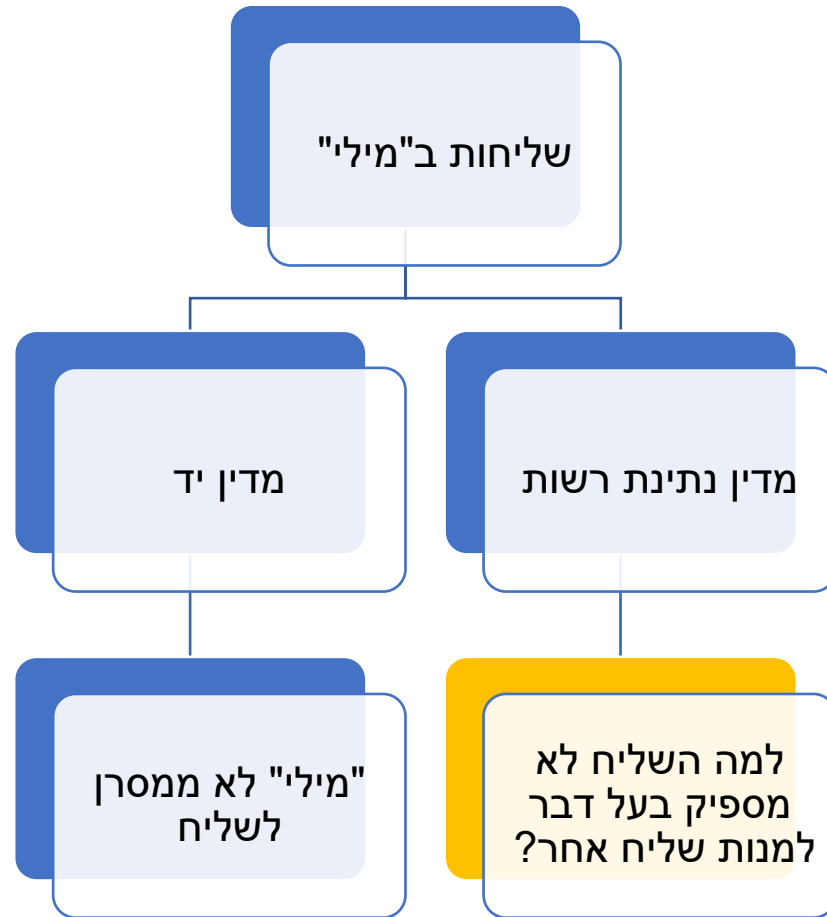 שליחות ב"מילי"
מדין נתינת רשות
מדין יד
למה השליח לא
מספיק בעל דבר
למנות שליח אחר?
"מילי" לא ממסרן
לשליח